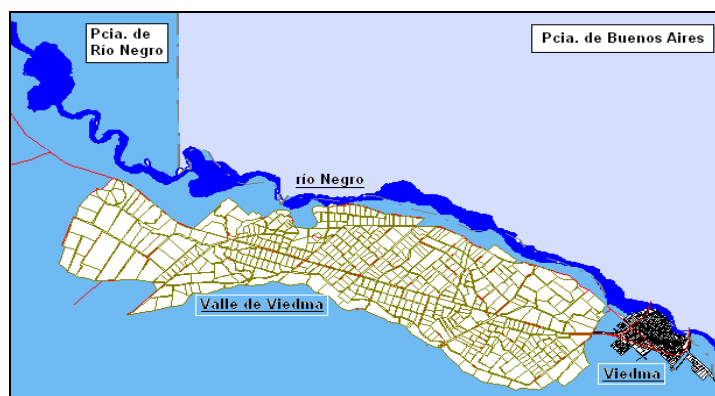 Pcia. de
Río Negro
Pcia. de Buenos Aires
río Negro
Valle de Viedma
Viedma